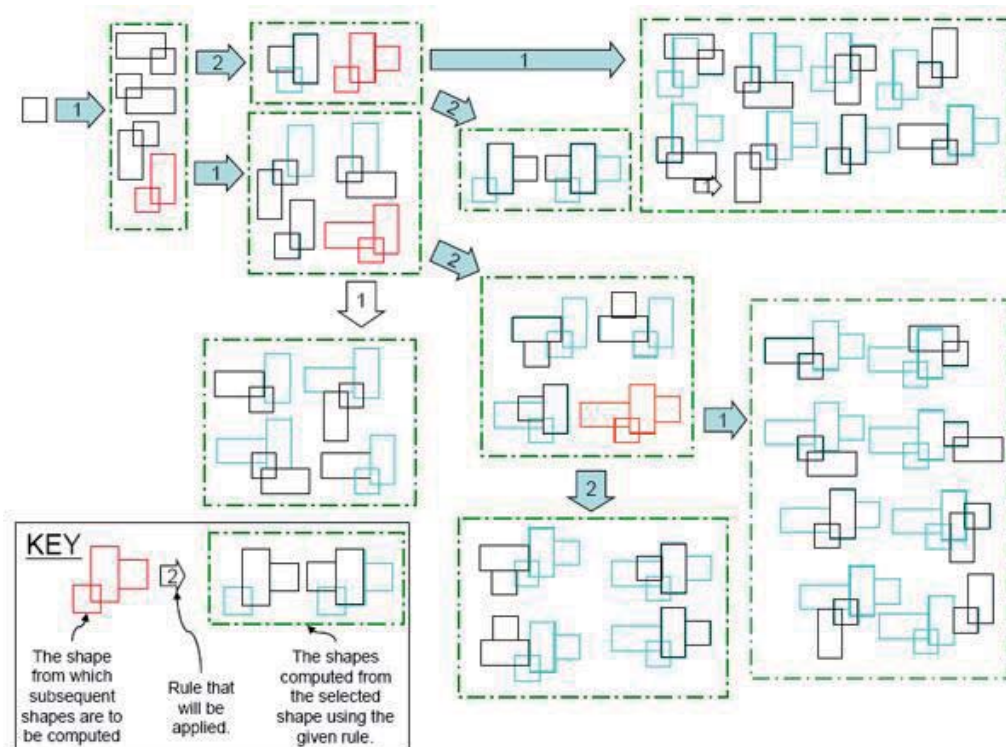 1
2
1
2
1
1
2
1
2
KEY
2
The shape
from which
subsequent
shapes are to
be computed
Rule that
will be
applied.
The shapes
computed from
the selected
shape using the
given rule.